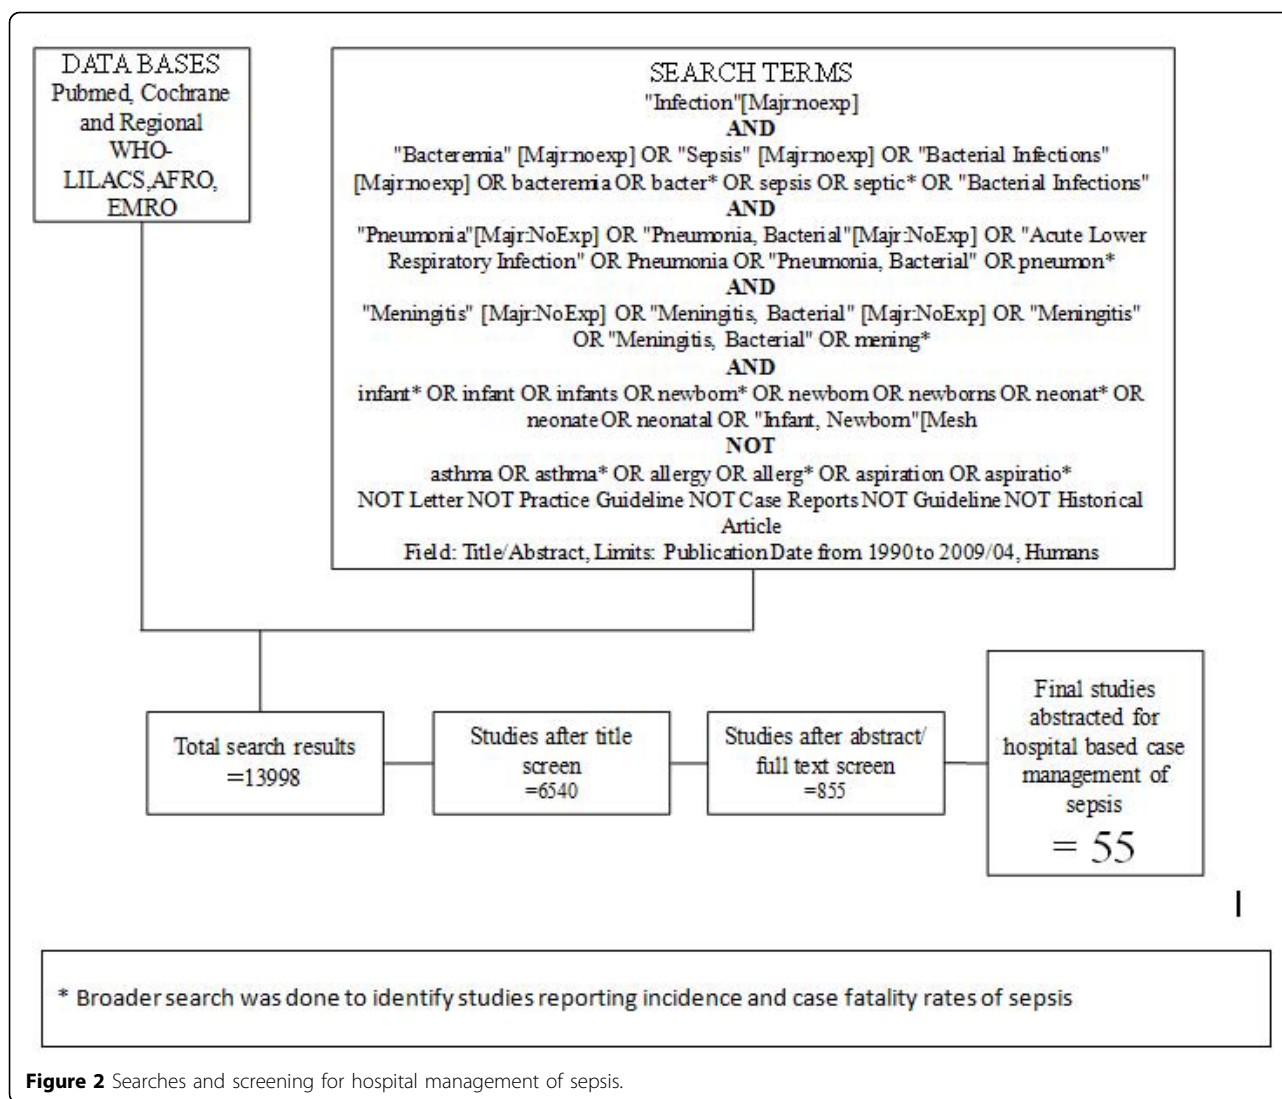 DATA BASES
Pubmed, Cochrane
and Regional
WHO-
LILACS,AFRO,
EMRO
SEARCH TERMS
"Infection"[Majr:noexp]
AND
"Bacteremia" [Majr:noexp] OR "Sepsis" [Majr:noexp] OR "Bacterial Infections"
[Majr:noexp] OR bacteremia OR bacter* OR sepsis OR septic* OR "Bacterial Infections"
AND
"Pneumonia"[Majr:NoExp] OR "Pneumonia, Bacterial"[Majr:NoExp] OR "Acute Lower
Respiratory Infection" OR Pneumonia OR "Pneumonia, Bacterial" OR pneumon*
AND
"Meningitis" [Majr:NoExp] OR "Meningitis, Bacterial" [Majr:NoExp] OR "Meningitis"
OR "Meningitis, Bacterial" OR mening*
AND
infant* OR infant OR infants OR newborn* OR newborn OR newborns OR neonat* OR
neonate OR neonatal OR "Infant, Newborn"[Mesh
NOT
asthma OR asthma* OR allergy OR allerg* OR aspiration OR aspiratio*
NOT Letter NOT Practice Guideline NOT Case Reports NOT Guideline NOT Historical
Article
Field: Title/Abstract, Limits: Publication Date from 1990 to 2009/04, Humans
Total search results
=13998
Studies after title
screen
=6540
Studies after abstract/
full text screen
=855
Final studies
abstracted for
hospital based case
management of
sepsis
= 55
* Broader search was done to identify studies reporting incidence and case fatality rates of sepsis
Figure 2 Searches and screening for hospital management of sepsis.